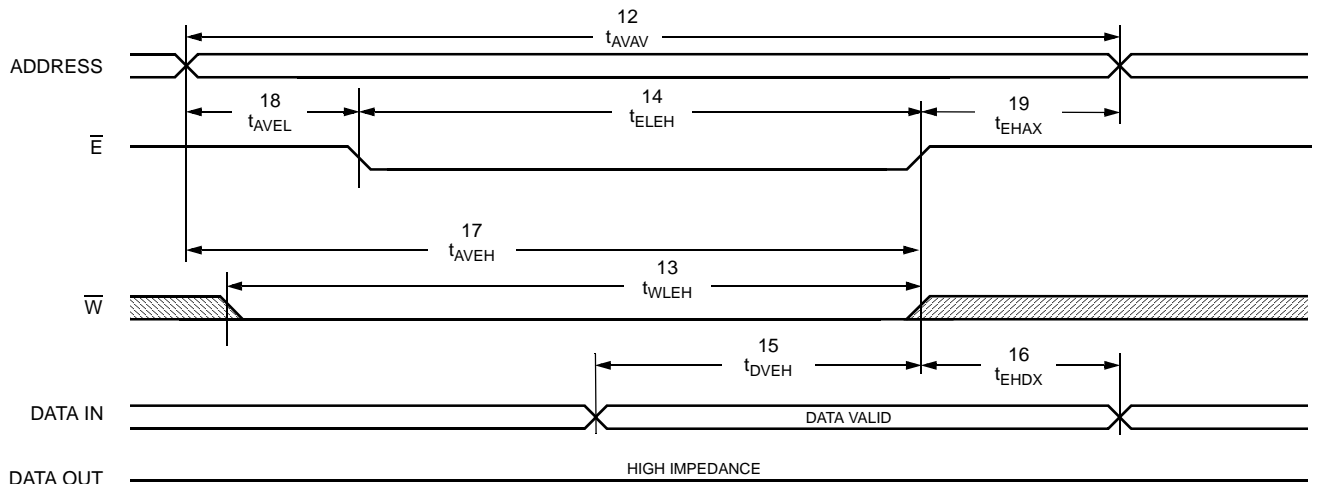 12
tAVAV
ADDRESS
18
tAVEL
14
tELEH
19
tEHAX
E
17
tAVEH
13
tWLEH
W
15
tDVEH
16
tEHDX
DATA IN
DATA VALID
DATA OUT
HIGH IMPEDANCE